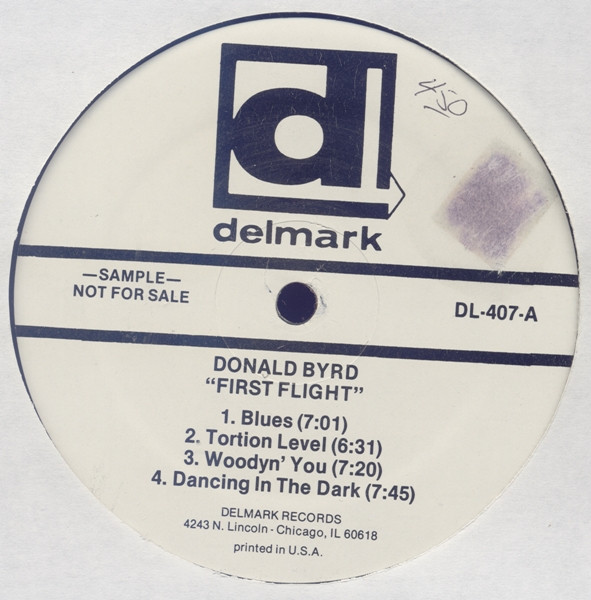 d
delmark
450
—SAMPLE—
NOT FOR SALE
DL-407-A
DONALD BYRD
“FIRST FLIGHT”
1. Blues (7:01)
2. Tortion Level (6:31)
3. Woodyn’ You (7:20)
4. Dancing In The Dark (7:45)
DELMARK RECORDS
4243 N. Lincoln - Chicago, IL 60618
printed in U.S.A.